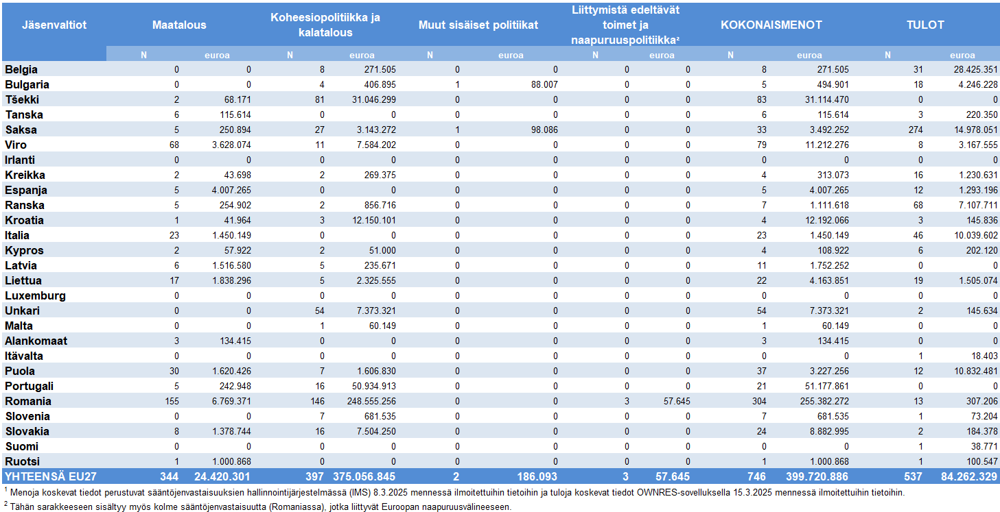 Jäsenvaltiot Maatalous Koheesiopolitiikka ja kalatalous Muut sisäiset politiikat Liittymistä edeltävät toimet ja naapuruuspolitiikka² KOKONAISMENOT TULOT
N euroa N euroa N euroa N euroa N euroa N euroa
Belgia 0 0 8 271.505 0 0 0 0 8 271.505 31 28.425.351
Bulgaria 0 0 4 406.895 1 88.007 0 0 5 494.901 18 4.246.228
Tšekki 2 68.171 81 31.046.299 0 0 0 0 83 31.114.470 0 0
Tanska 6 115.614 0 0 0 0 0 0 6 115.614 3 220.350
Saksa 5 250.894 27 3.143.272 1 98.086 0 0 33 3.492.252 274 14.978.051
Viro 68 3.628.074 11 7.584.202 0 0 0 0 79 11.212.276 8 3.167.555
Irlanti 0 0 0 0 0 0 0 0 0 0 0 0
Kreikka 2 43.698 2 269.375 0 0 0 0 4 313.073 16 1.230.631
Espanja 5 4.007.265 0 0 0 0 0 0 5 4.007.265 12 1.293.196
Ranska 5 254.902 2 856.716 0 0 0 0 7 1.111.618 68 7.107.711
Kroatia 1 41.964 3 12.150.101 0 0 0 0 4 12.192.066 3 145.836
Italia 23 1.450.149 0 0 0 0 0 0 23 1.450.149 46 10.039.602
Kypros 2 57.922 2 51.000 0 0 0 0 4 108.922 6 202.120
Latvia 6 1.516.580 5 235.671 0 0 0 0 11 1.752.252 0 0
Liettua 17 1.838.296 5 2.325.555 0 0 0 0 22 4.163.851 19 1.505.074
Luxemburg 0 0 0 0 0 0 0 0 0 0 0 0
Unkari 0 0 54 7.373.321 0 0 0 0 54 7.373.321 2 145.634
Malta 0 0 1 60.149 0 0 0 0 1 60.149 0 0
Alankomaat 3 134.415 0 0 0 0 0 0 3 134.415 0 0
Itävalta 0 0 0 0 0 0 0 0 0 0 1 18.403
Puola 30 1.620.426 7 1.606.830 0 0 0 0 37 3.227.256 12 10.832.481
Portugali 5 242.948 16 50.934.913 0 0 0 0 21 51.177.861 0 0
Romania 155 6.769.371 146 248.555.256 0 0 3 57.645 304 255.382.272 13 307.206
Slovenia 0 0 7 681.535 0 0 0 0 7 681.535 1 73.204
Slovakia 8 1.378.744 16 7.504.250 0 0 0 0 24 8.882.995 2 184.378
Suomi 0 0 0 0 0 0 0 0 0 0 1 38.771
Ruotsi 1 1.000.868 0 0 0 0 0 0 1 1.000.868 1 100.547
YHTEENSÄ EU27 344 24.420.301 397 375.056.845 2 186.093 3 57.645 746 399.720.886 537 84.262.329
¹ Menoja koskevat tiedot perustuvat sääntöjenvastaisuuksien hallinnointijärjestelmässä (IMS) 8.3.2025 mennessä ilmoitettuihin tietoihin ja tuloja koskevat tiedot OWNRES-sovelluksella 15.3.2025 mennessä ilmoitettuihin tietoihin.
² Tähän sarakkeeseen sisältyy myös kolme sääntöjenvastaisuutta (Romaniassa), jotka liittyvät Euroopan naapuruusvälineeseen.